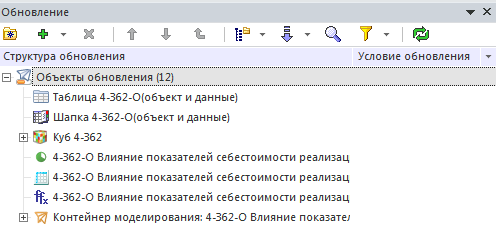 Обновление
Структура обновления Условие обновления
Объекты обновления (12)
Таблица 4-362-О(объект и данные)
Шапка 4-362-О(объект и данные)
Куб 4-362
4-362-О Влияние показателей себестоимости реализац
4-362-О Влияние показателей себестоимости реализац
4-362-О Влияние показателей себестоимости реализац
Контейнер моделирования: 4-362-О Влияние показател